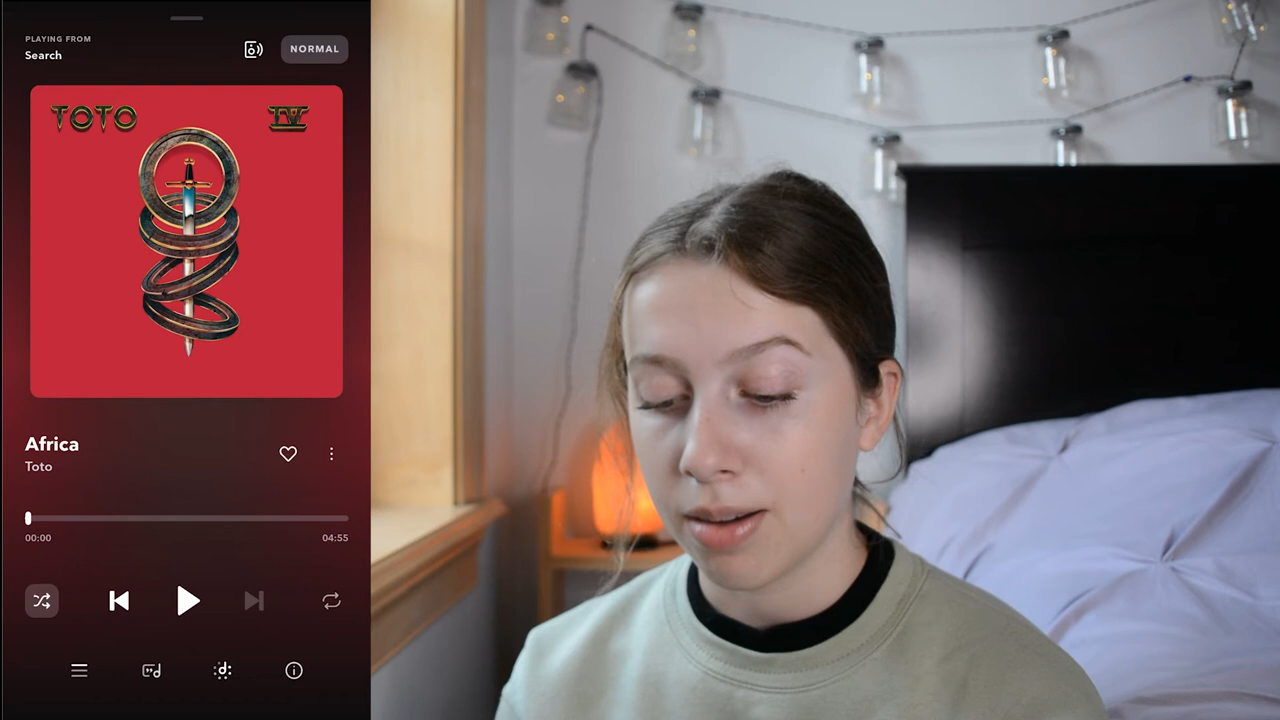 PLAYING FROM
Search
NORMAL
TOTO IV
Africa
Toto
00:00
04:55